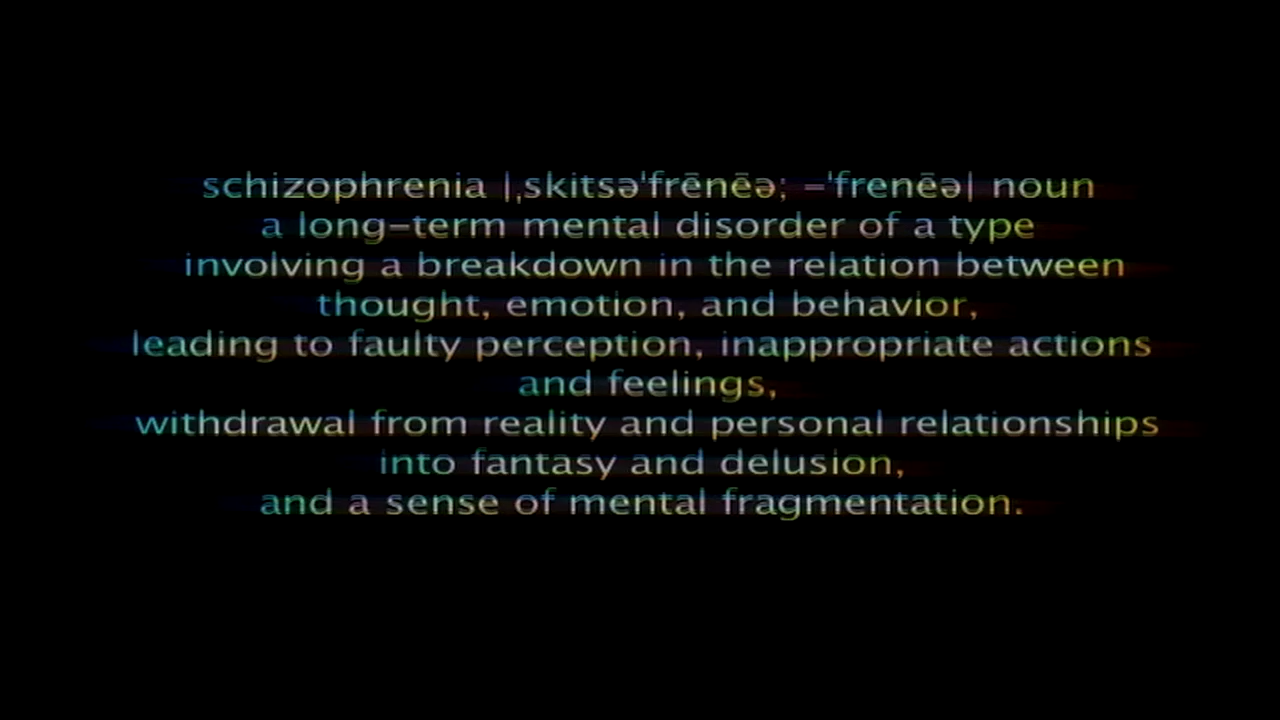 schizophrenia |ˌskitsəˈfrēnēə; –ˈfrenēə| noun
a long–term mental disorder of a type
involving a breakdown in the relation between
thought, emotion, and behavior,
leading to faulty perception, inappropriate actions
and feelings,
withdrawal from reality and personal relationships
into fantasy and delusion,
and a sense of mental fragmentation.